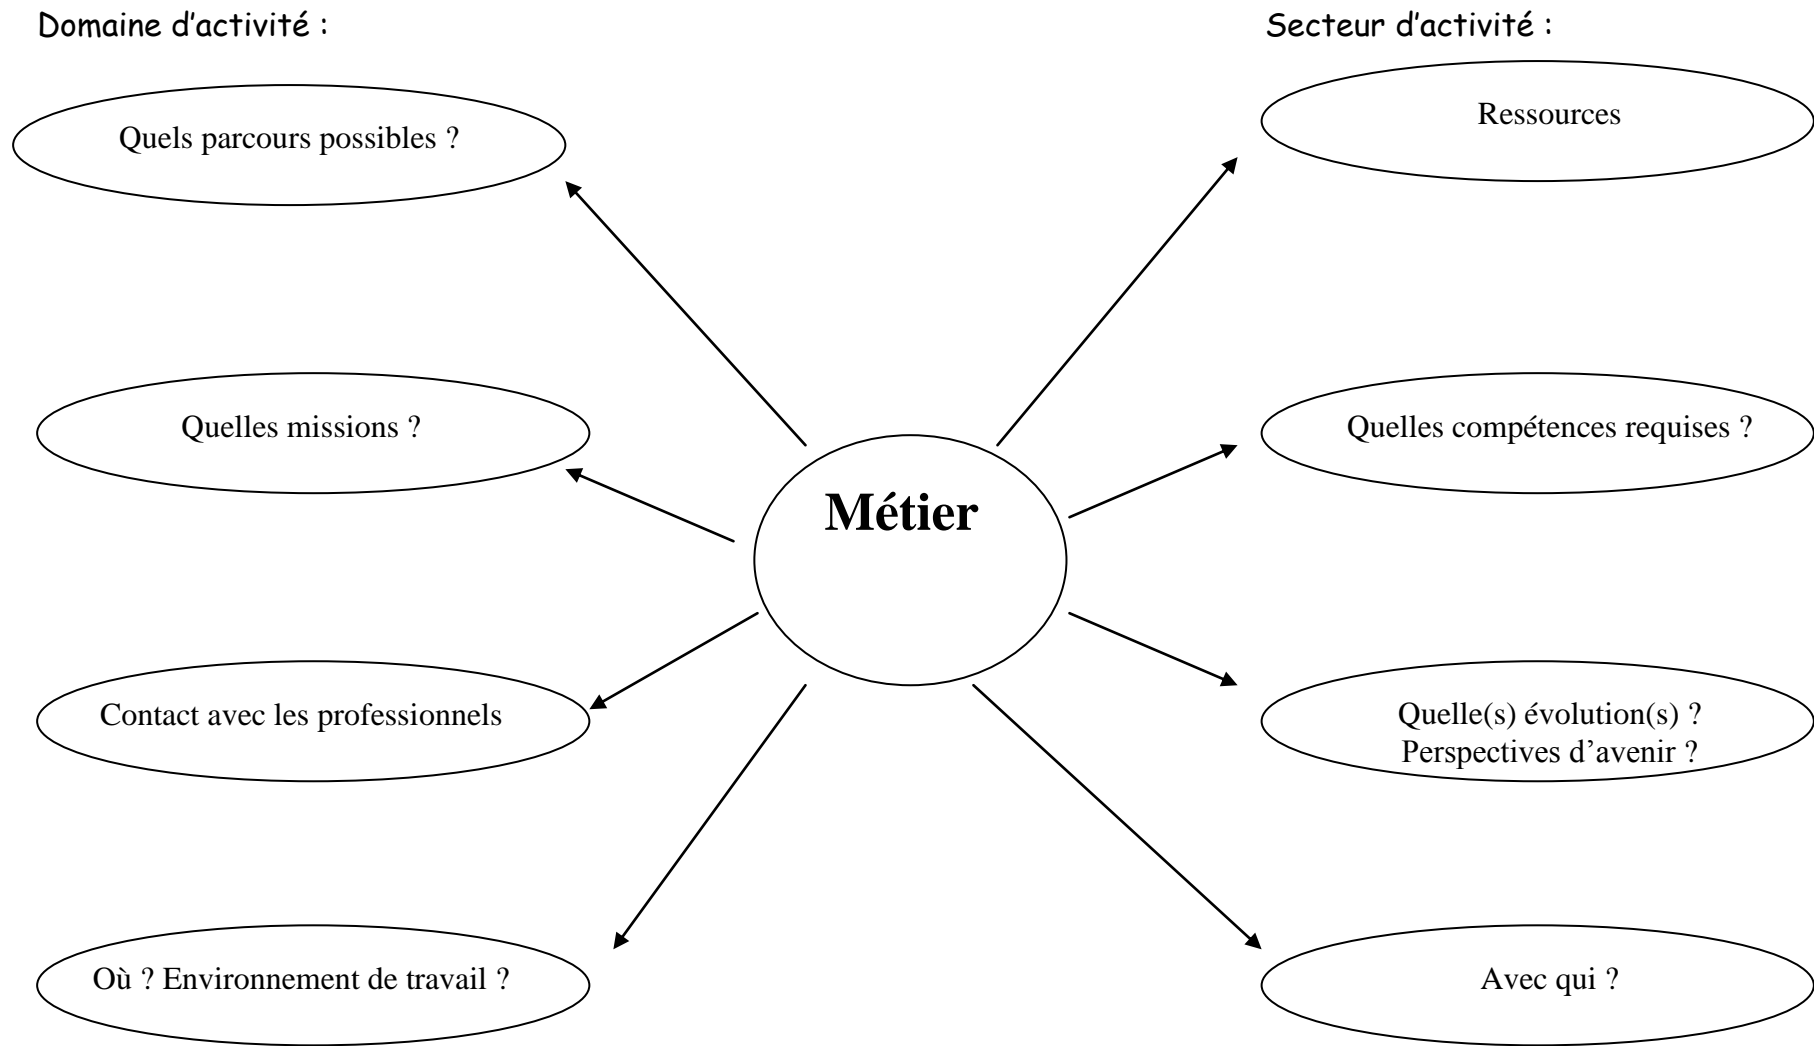 Domaine d'activité :
Secteur d'activité :
Quels parcours possibles ?
Ressources
Quelles missions ?
Quelles compétences requises ?
Métier
Contact avec les professionnels
Quelle(s) évolution(s) ?
Perspectives d’avenir ?
Où ? Environnement de travail ?
Avec qui ?